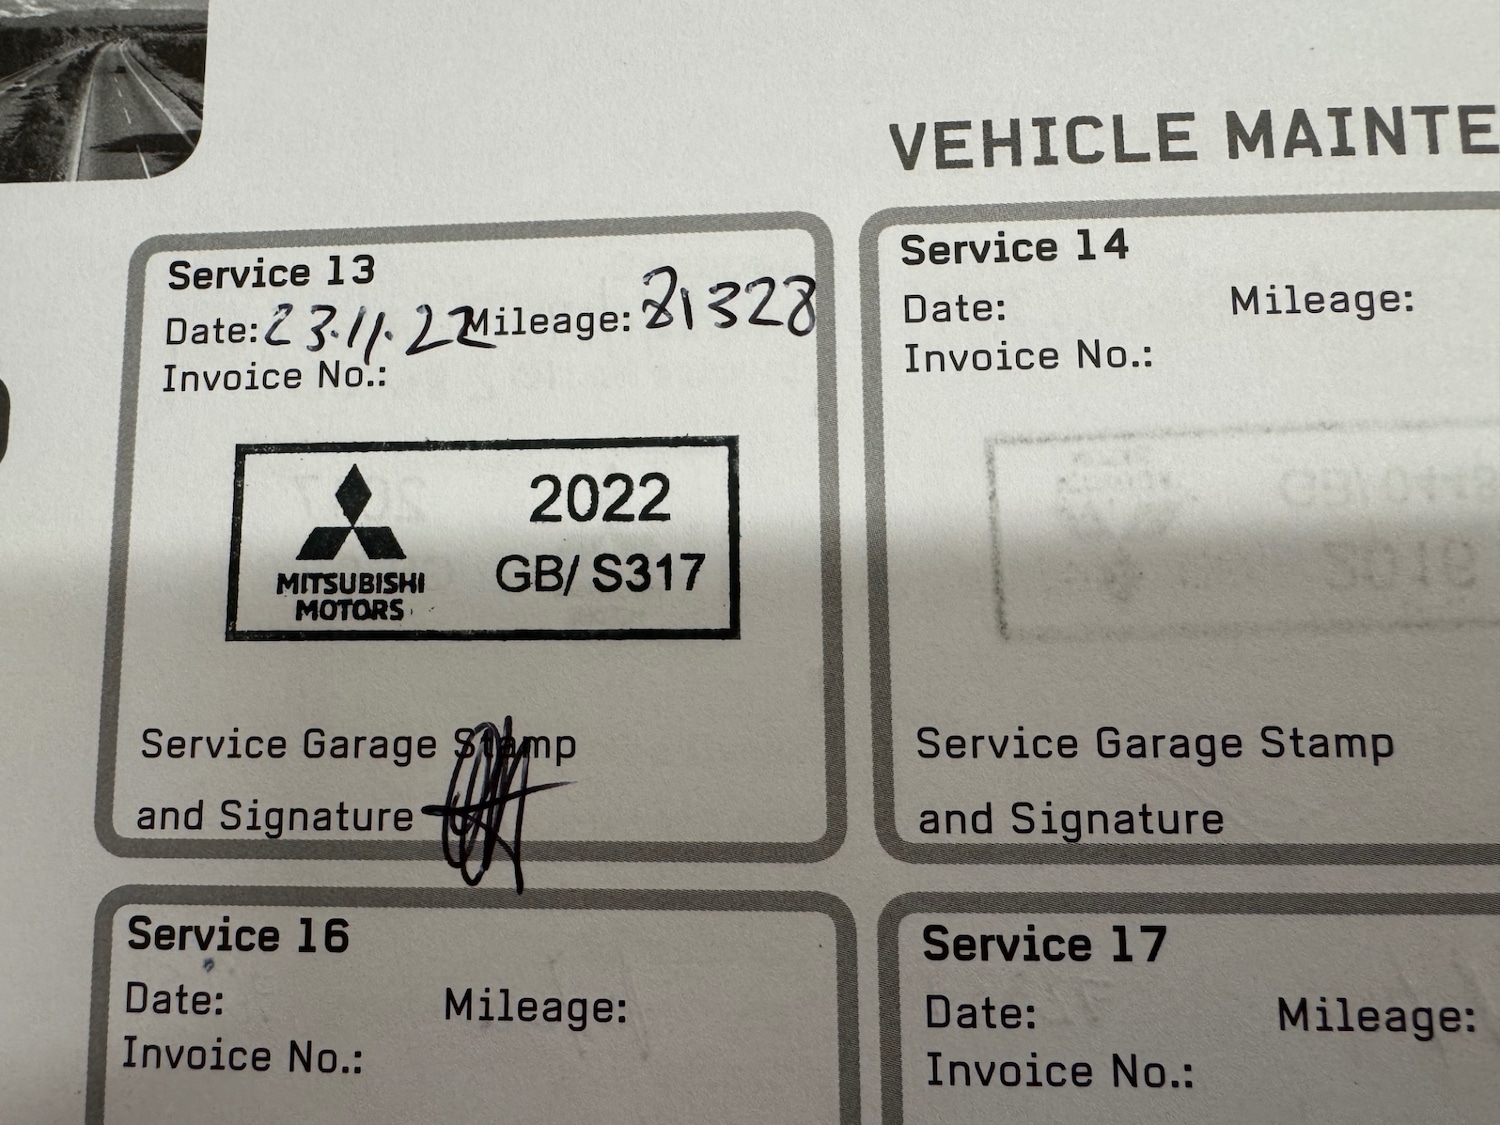 VEHICLE MAINTE
Service 13
Date: 23.11.22 Mileage: 81328
Invoice No.:
2022
GB/ S317
MITSUBISHI
MOTORS
Service Garage Stamp
and Signature
Service 14
Date: Mileage:
Invoice No.:
Service Garage Stamp
and Signature
Service 16
Date: Mileage:
Invoice No.:
Service 17
Date: Mileage:
Invoice No.: